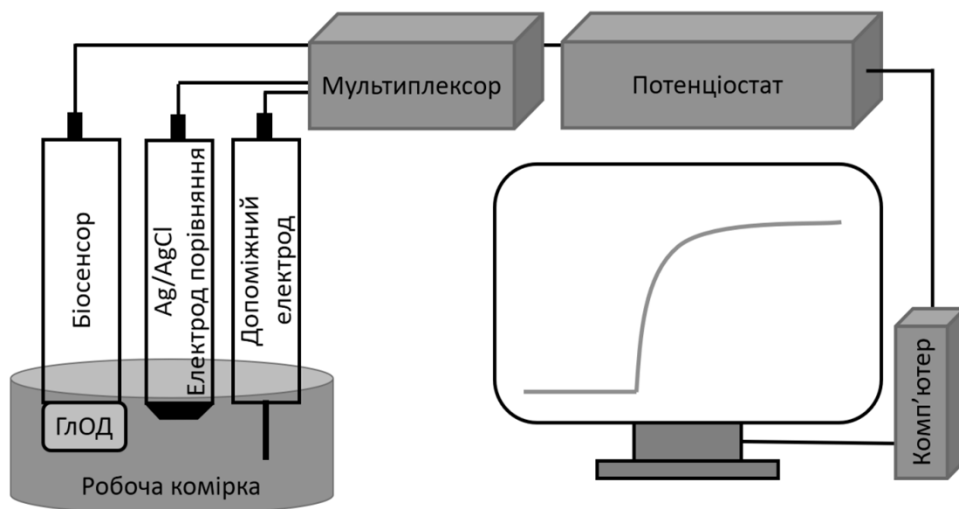 Мультиплексор
Потенціостат
Біосенсор
Ag/AgCl
Електрод порівняння
Допоміжний
електрод
ГлОД
Робоча комірка
Комп’ютер